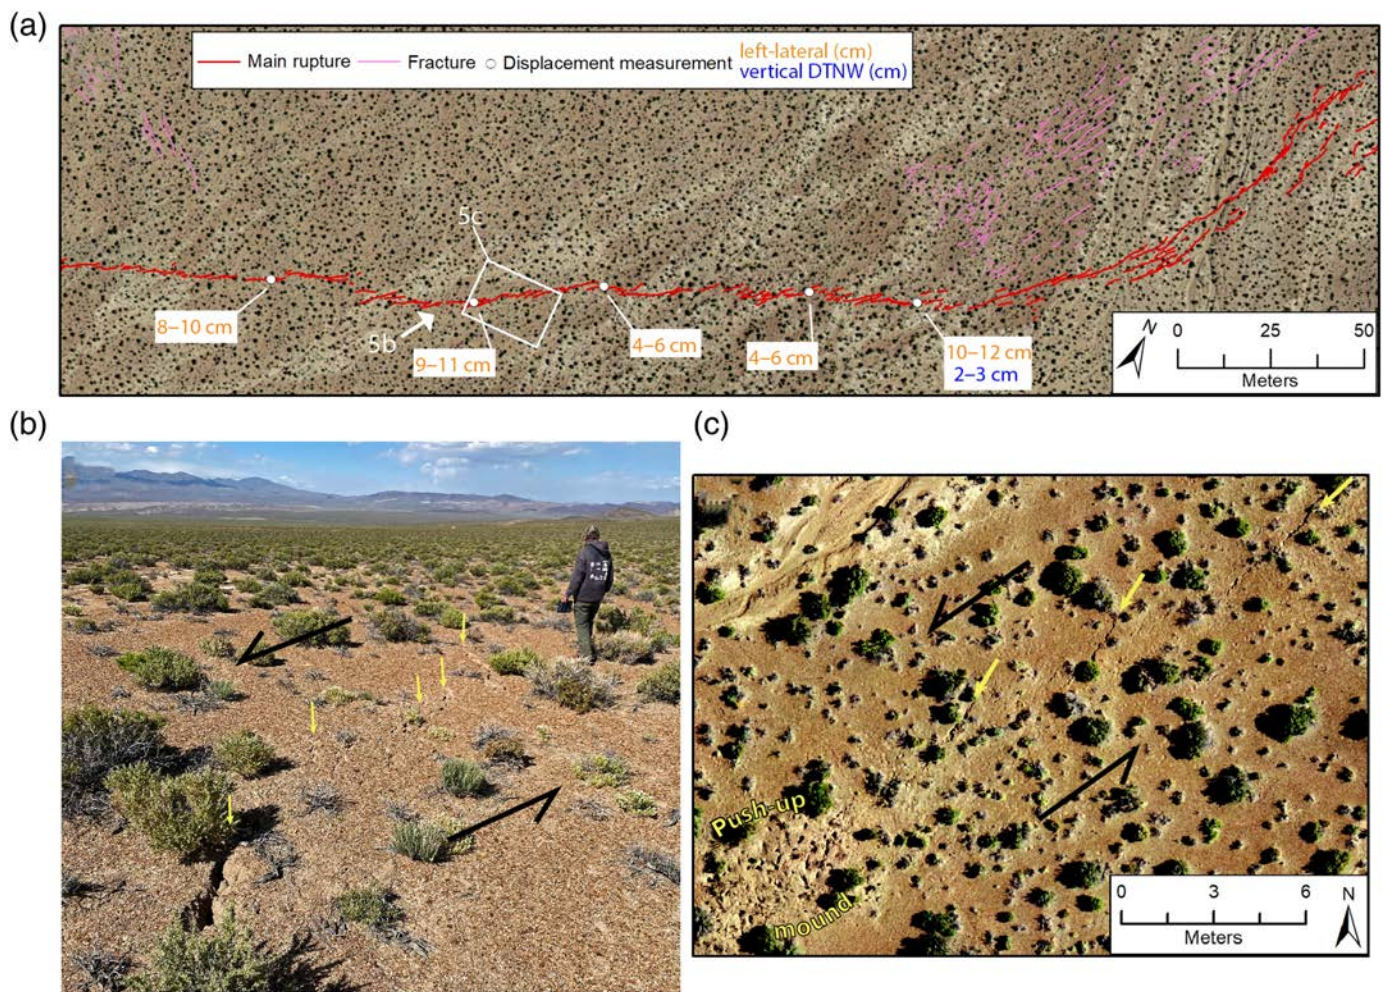 (a)
Main rupture
Fracture
Displacement measurement
left-lateral (cm)
vertical DTNW (cm)
5c
8–10 cm
5b
9–11 cm
4–6 cm
4–6 cm
10–12 cm
2–3 cm
N
0 25 50
Meters
(b)
(c)
Push-up
mound
0 3 6
N
Meters